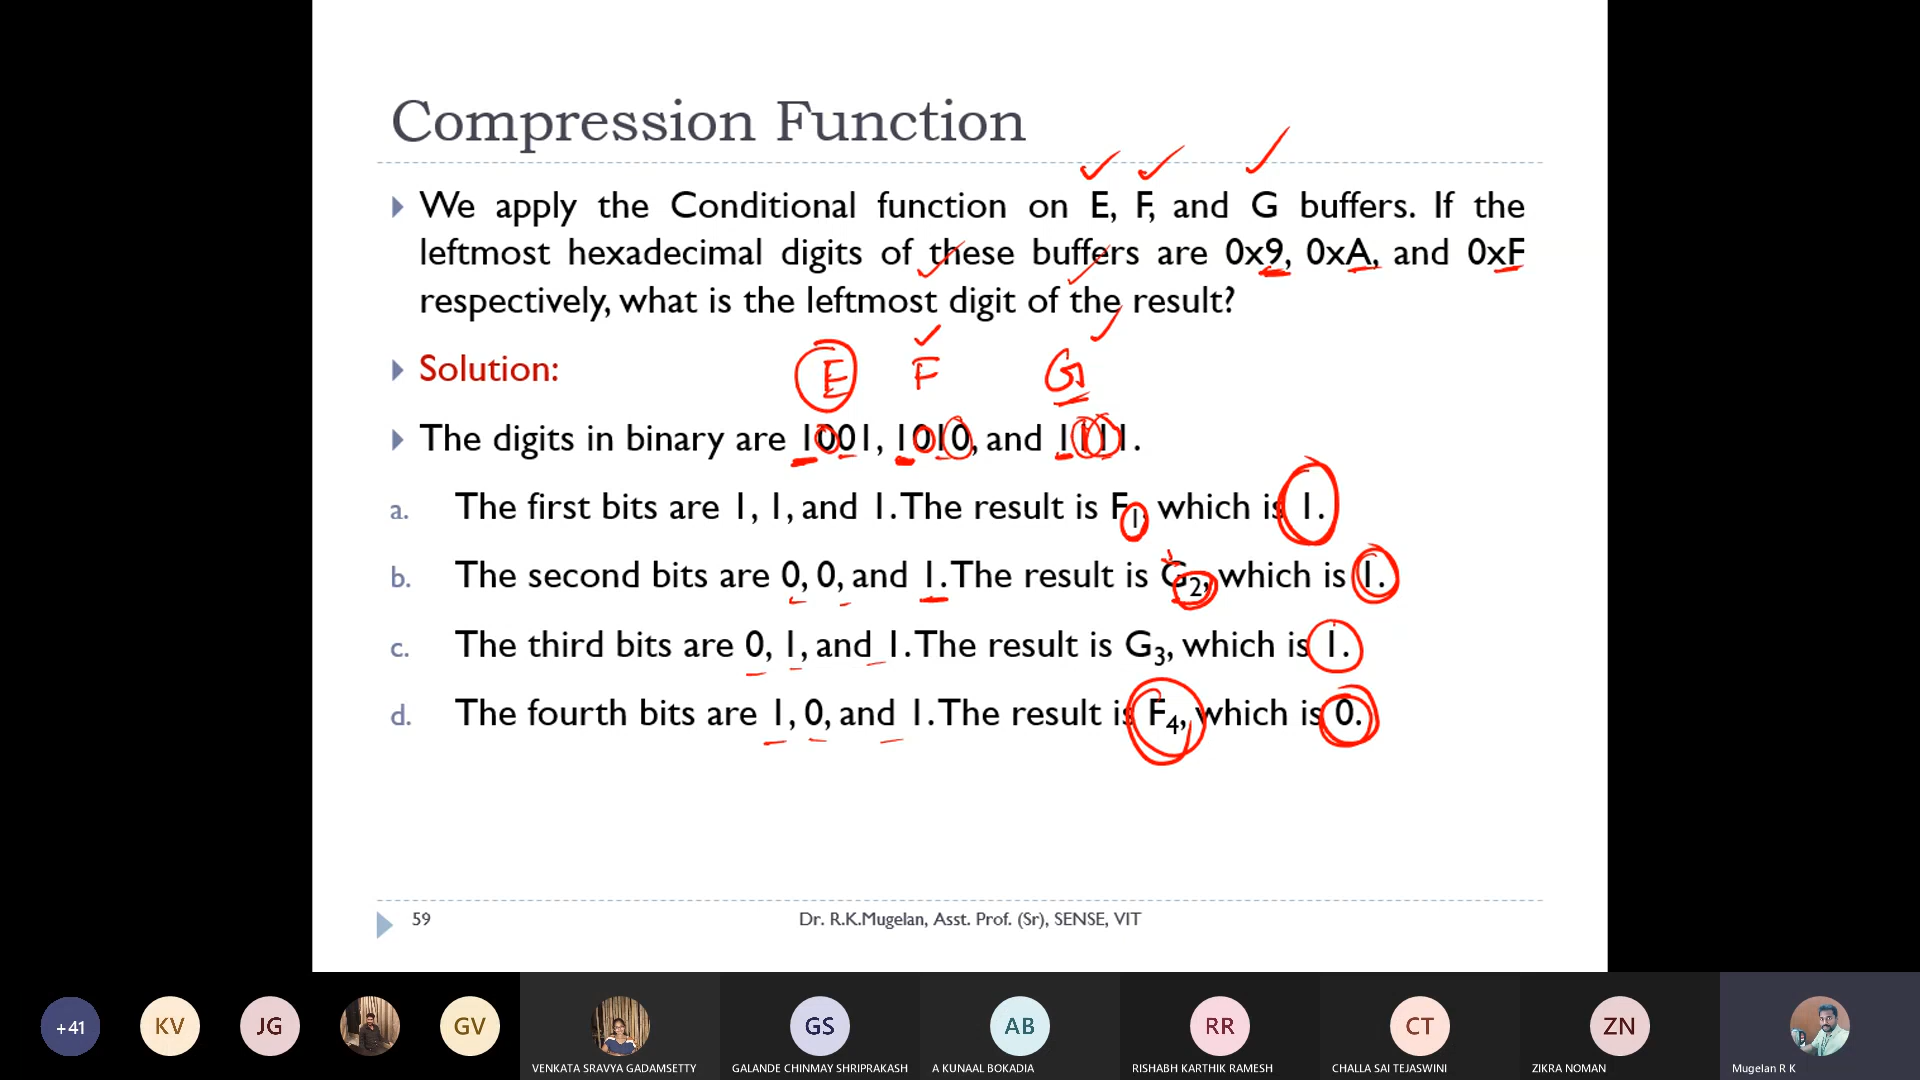 Compression Function
We apply the Conditional function on E, F, and G buffers. If the
leftmost hexadecimal digits of these buffers are 0x9, 0xA, and 0xF
respectively, what is the leftmost digit of the result?
Solution:
E F G
The digits in binary are 1001, 1010, and 1111.
a. The first bits are 1, 1, and 1. The result is F1, which is 1.
b. The second bits are 0, 0, and 1. The result is G2, which is 1.
c. The third bits are 0, 1, and 1. The result is G3, which is 1.
d. The fourth bits are 1, 0, and 1. The result is F4, which is 0.
59 Dr. R.K.Mugelan, Asst. Prof. (Sr), SENSE, VIT
+41 KV JG GV GS AB RR CT ZN
VENKATA SRAVYA GADAMSETTY GALANDE CHINMAY SHRIPRAKASH A KUNAAL BOKADIA RISHABH KARTHIK RAMESH CHALLA SAI TEJASWINI ZIKRA NOMAN Mugelan R K